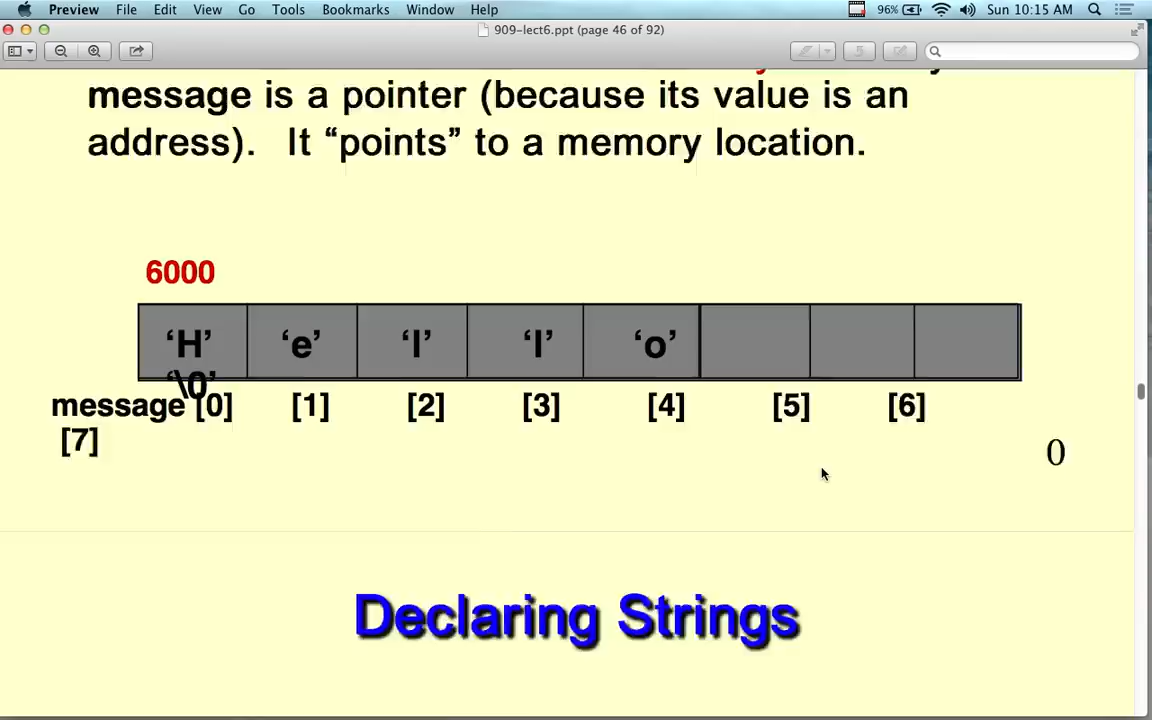 Preview File Edit View Go Tools Bookmarks Window Help 96% Sun 10:15 AM
909-lect6.ppt (page 46 of 92)
message is a pointer (because its value is an
address). It “points” to a memory location.
6000
‘H’ ‘e’ ‘l’ ‘l’ ‘o’
‘\0’
message [0] [1] [2] [3] [4] [5] [6]
[7]
0
Declaring Strings